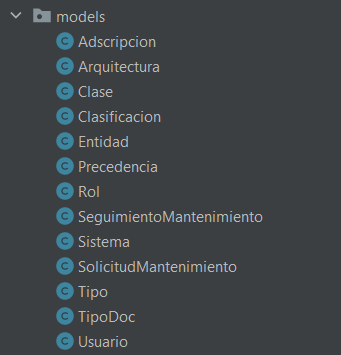 models
Adscripcion
Arquitectura
Clase
Clasificacion
Entidad
Precedencia
Rol
SeguimientoMantenimiento
Sistema
SolicitudMantenimiento
Tipo
TipoDoc
Usuario